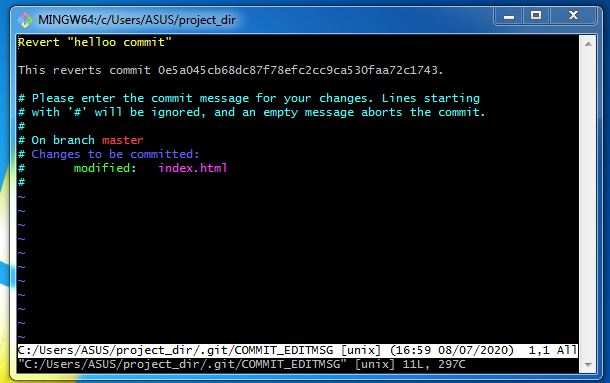 MINGW64:/c/Users/ASUS/project_dir
Revert "helloo commit"
This reverts commit 0e5a045cb68dc87f78efc2cc9ca530faa72c1743.
# Please enter the commit message for your changes. Lines starting
# with '#' will be ignored, and an empty message aborts the commit.
#
# On branch master
# Changes to be committed:
#       modified:   index.html
#
~
~
~
~
~
~
~
~
~
~
~
C:/Users/ASUS/project_dir/.git/COMMIT_EDITMSG [unix] (16:59 08/07/2020)  1,1 All
"C:/Users/ASUS/project_dir/.git/COMMIT_EDITMSG" [unix] 11L, 297C